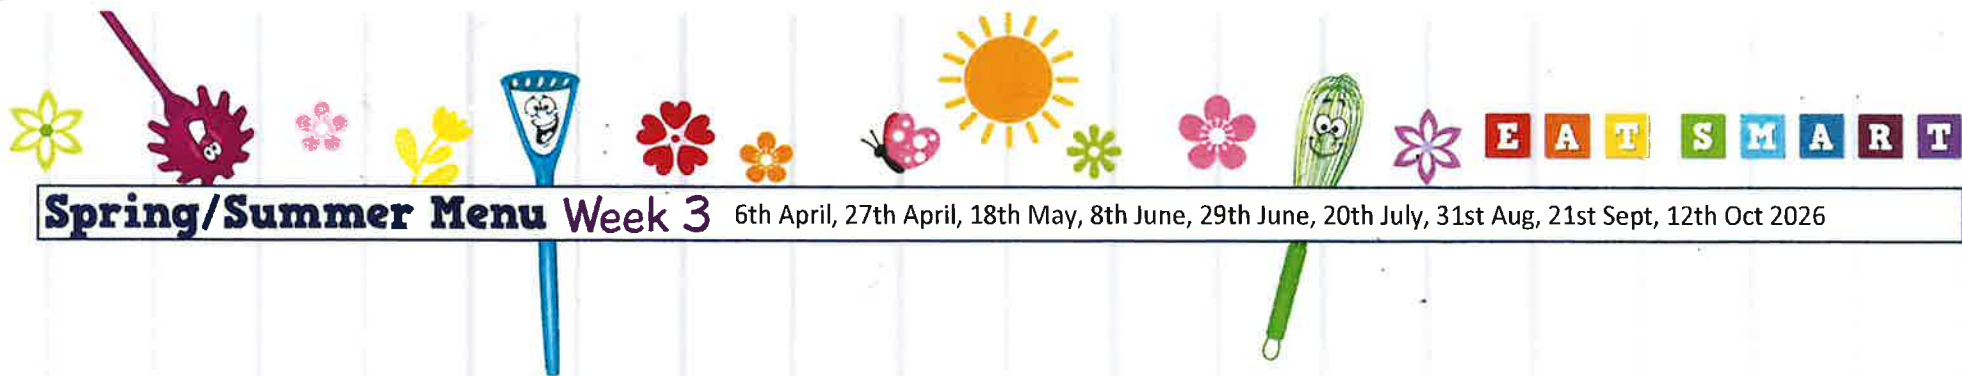 EAT SMART
Spring/Summer Menu Week 3 6th April, 27th April, 18th May, 8th June, 29th June, 20th July, 31st Aug, 21st Sept, 12th Oct 2026